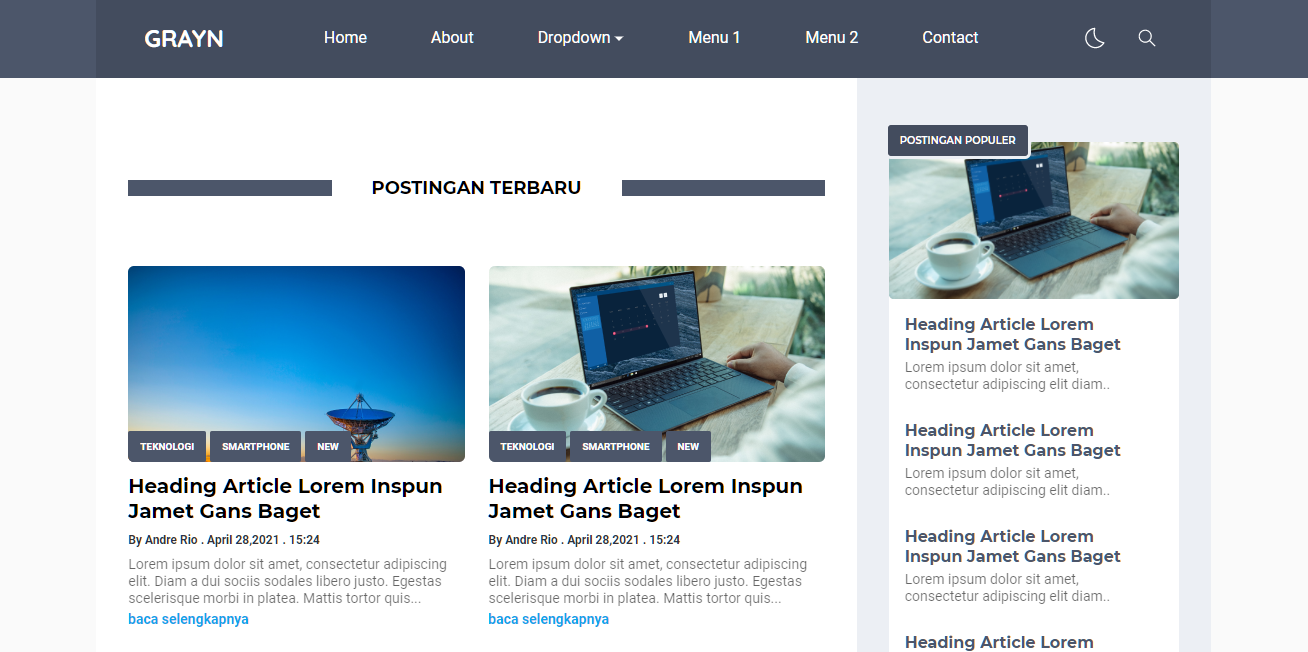 GRAYN
Home
About
Dropdown
Menu 1
Menu 2
Contact
POSTINGAN TERBARU
TEKNOLOGI
SMARTPHONE
NEW
Heading Article Lorem Inspun
Jamet Gans Baget
By Andre Rio . April 28,2021 . 15:24
Lorem ipsum dolor sit amet, consectetur adipiscing
elit. Diam a dui sociis sodales libero justo. Egestas
scelerisque morbi in platea. Mattis tortor quis...
baca selengkapnya
TEKNOLOGI
SMARTPHONE
NEW
Heading Article Lorem Inspun
Jamet Gans Baget
By Andre Rio . April 28,2021 . 15:24
Lorem ipsum dolor sit amet, consectetur adipiscing
elit. Diam a dui sociis sodales libero justo. Egestas
scelerisque morbi in platea. Mattis tortor quis...
baca selengkapnya
POSTINGAN POPULER
Heading Article Lorem
Inspun Jamet Gans Baget
Lorem ipsum dolor sit amet,
consectetur adipiscing elit diam..
Heading Article Lorem
Inspun Jamet Gans Baget
Lorem ipsum dolor sit amet,
consectetur adipiscing elit diam..
Heading Article Lorem
Inspun Jamet Gans Baget
Lorem ipsum dolor sit amet,
consectetur adipiscing elit diam..
Heading Article Lorem